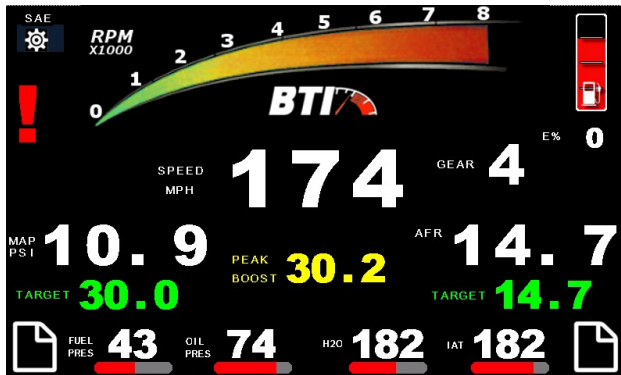 SAE
RPM
X1000
0 1 2 3 4 5 6 7 8
BTI
E% 0
SPEED
MPH 174
GEAR 4
MAP
PSI 10.9
AFR 14.7
PEAK
BOOST 30.2
TARGET 30.0
TARGET 14.7
FUEL
PRES 43
OIL
PRES 74
H2O 182
IAT 182